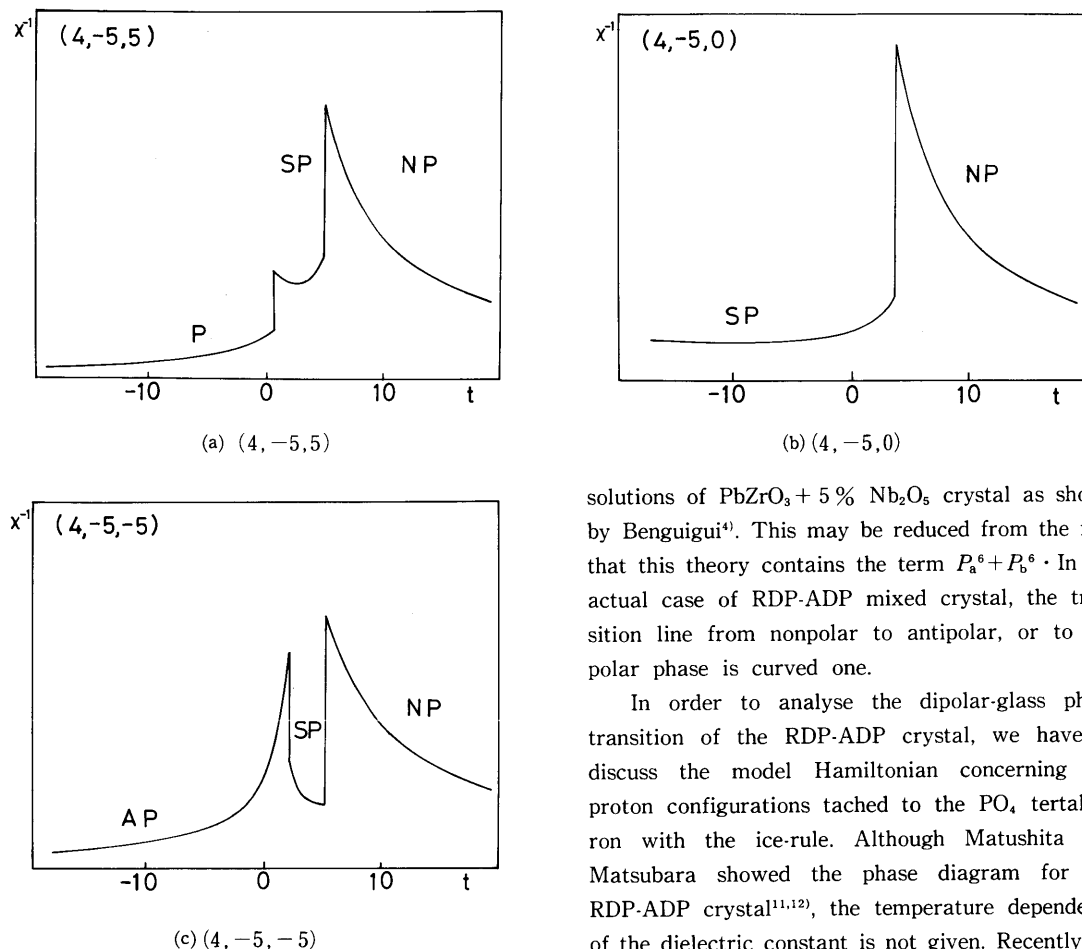 χ⁻¹
(4,-5,5)
SP
NP
P
-10 0 10 t
(a) (4,−5,5)
χ⁻¹
(4,-5,0)
NP
SP
-10 0 10 t
(b) (4,−5,0)
χ⁻¹
(4,-5,-5)
SP
NP
AP
-10 0 10 t
(c) (4,−5,−5)
solutions of PbZrO₃+5% Nb₂O₅ crystal as sho
by Benguigui⁴⁾. This may be reduced from the
that this theory contains the term Pₐ⁶+P_b⁶・In
actual case of RDP-ADP mixed crystal, the tr
sition line from nonpolar to antipolar, or to
polar phase is curved one.
In order to analyse the dipolar-glass ph
transition of the RDP-ADP crystal, we have
discuss the model Hamiltonian concerning
proton configurations tached to the PO₄ tertal
ron with the ice-rule. Although Matushita
Matsubara showed the phase diagram for
RDP-ADP crystal¹¹,¹²⁾, the temperature depende
of the dielectric constant is not given. Recently